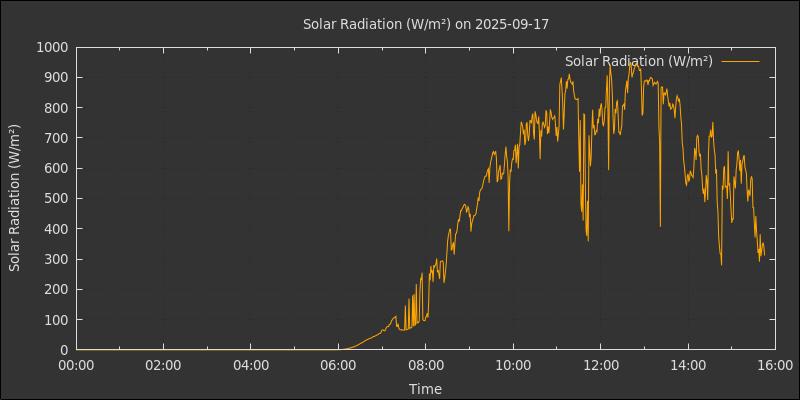 Solar Radiation (W/m²) on 2025-09-17
Solar Radiation (W/m²)
Solar Radiation (W/m²)
1000
900
800
700
600
500
400
300
200
100
0
00:00 02:00 04:00 06:00 08:00 10:00 12:00 14:00 16:00
Time